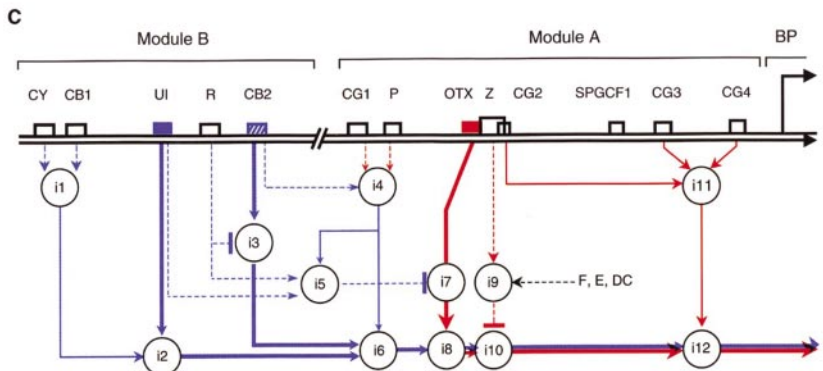 C
Module B Module A BP
CY CB1 UI R CB2 CG1 P OTX Z CG2 SPGCF1 CG3 CG4
i1 i4 i11
i3
i5 i7 i9 F, E, DC
i2 i6 i8 i10 i12